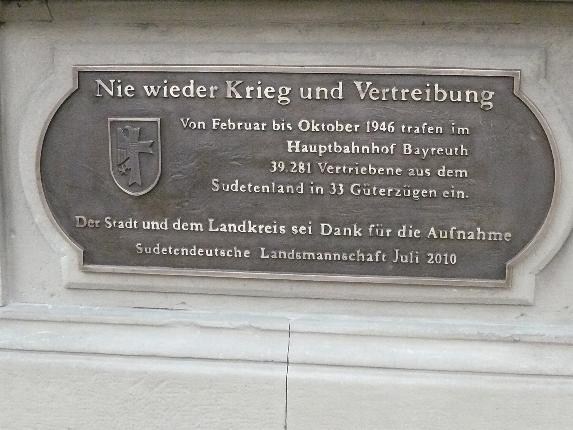 Nie wieder Krieg und Vertreibung
Von Februar bis Oktober 1946 trafen im
Hauptbahnhof Bayreuth
39.281 Vertriebene aus dem
Sudetenland in 33 Güterzügen ein.
Der Stadt und dem Landkreis sei Dank für die Aufnahme
Sudetendeutsche Landsmannschaft Juli 2010